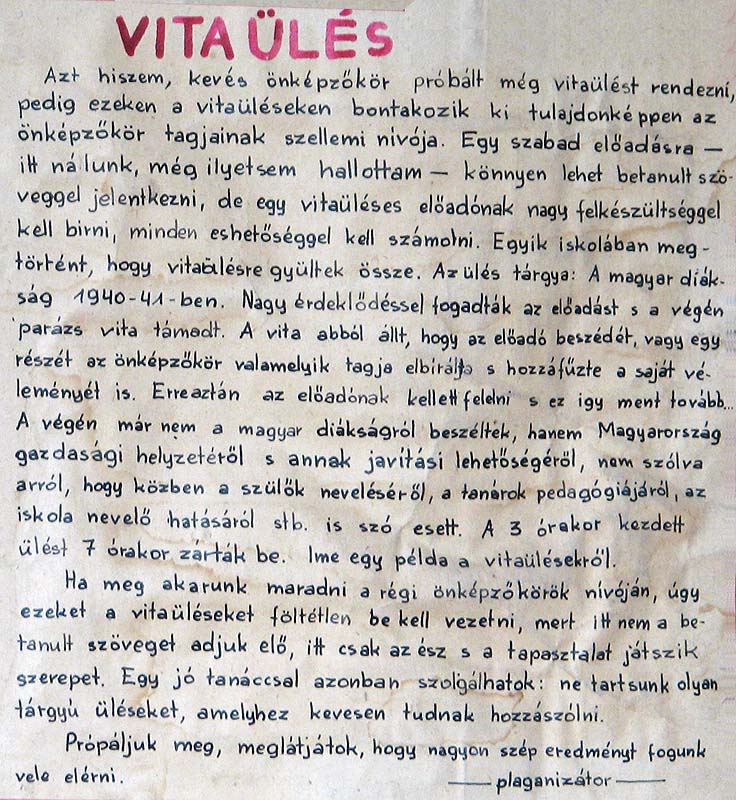 VITAÜLÉS
Azt hiszem, kevés önképzőkör próbált még vitaülést rendezni,
pedig ezeken a vitaüléseken bontakozik ki tulajdonképpen az
önképzőkör tagjainak szellemi nívója. Egy szabad előadásra —
itt nálunk, még ilyetsem hallottam — könnyen lehet betanult szö-
veggel jelentkezni, de egy vitaüléses előadónak nagy felkészültséggel
kell birni, minden eshetőséggel kell számolni. Egyik iskolában meg-
történt, hogy vitaülésre gyültek össze. Az ülés tárgya: A magyar diák-
ság 1940-41-ben. Nagy érdeklődéssel fogadták az előadást s a végén
parázs vita támadt. A vita abból állt, hogy az előadó beszédét, vagy egy
részét az önképzőkör valamelyik tagja elbírálta s hozzáfűzte a saját vé-
leményét is. Erreaztán az előadónak kellett felelni s ez igy ment tovább...
A végén már nem a magyar diákságról beszéltek, hanem Magyarország
gazdasági helyzetéről s annak javítási lehetőségéről, nem szólva
arról, hogy közben a szülők neveléséről, a tanárok pedagógiájáról, az
iskola nevelő hatásáról stb. is szó esett. A 3 órakor kezdett
ülést 7 órakor zárták be. Ime egy példa a vitaülésekről.
Ha meg akarunk maradni a régi önképzőkörök nívóján, úgy
ezeket a vitaüléseket föltétlen be kell vezetni, mert itt nem a be-
tanult szöveget adjuk elő, itt csak az ész s a tapasztalat játszik
szerepet. Egy jó tanáccsal azonban szolgálhatok: ne tartsunk olyan
tárgyú üléseket, amelyhez kevesen tudnak hozzászólni.
Própáljuk meg, meglátjátok, hogy nagyon szép eredményt fogunk
vele elérni. — plaganizátor —